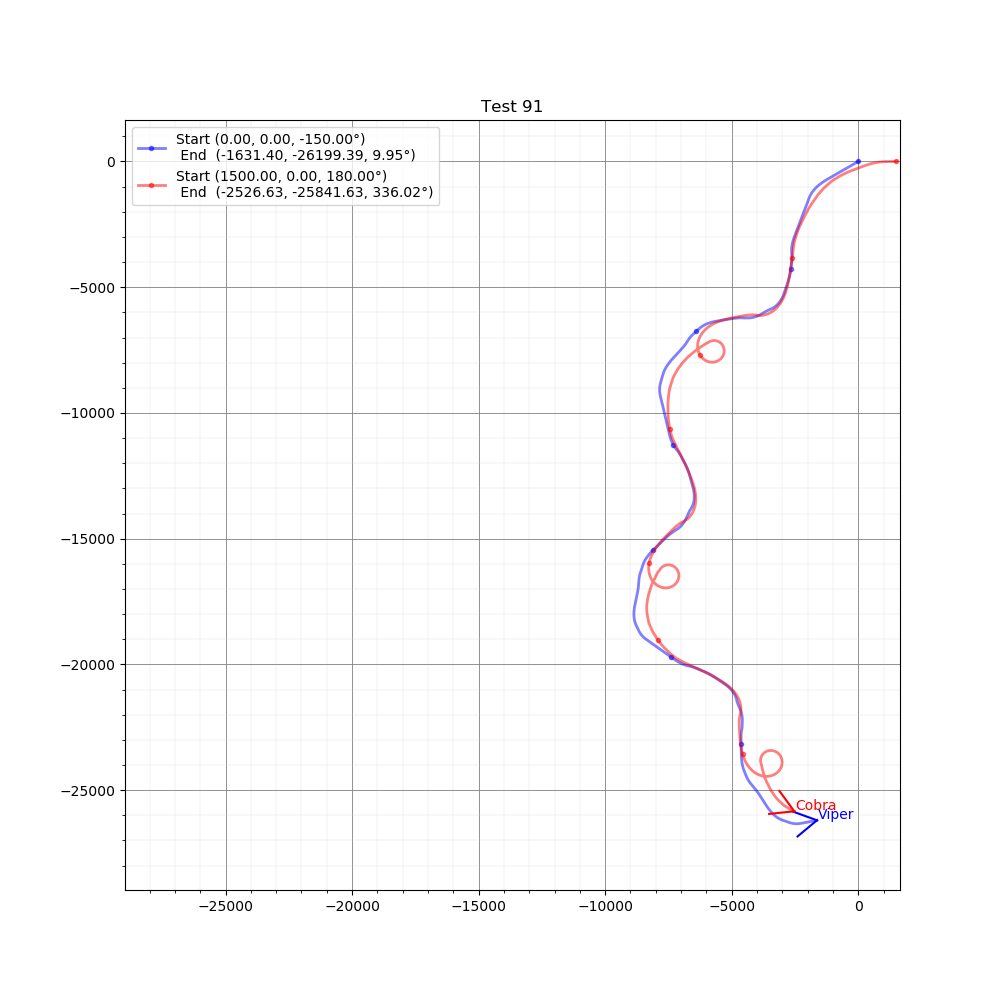 Test 91
Start (0.00, 0.00, -150.00°)
End (-1631.40, -26199.39, 9.95°)
Start (1500.00, 0.00, 180.00°)
End (-2526.63, -25841.63, 336.02°)
0
−5000
−10000
−15000
−20000
−25000
Cobra
Viper
−25000 −20000 −15000 −10000 −5000 0